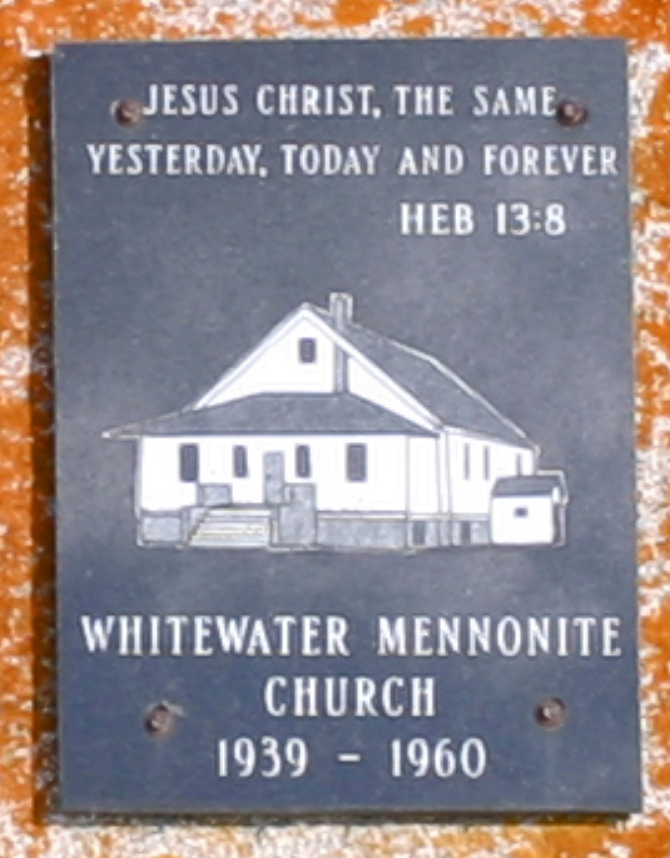 JESUS CHRIST, THE SAME
YESTERDAY, TODAY AND FOREVER
HEB 13:8
WHITEWATER MENNONITE
CHURCH
1939 - 1960